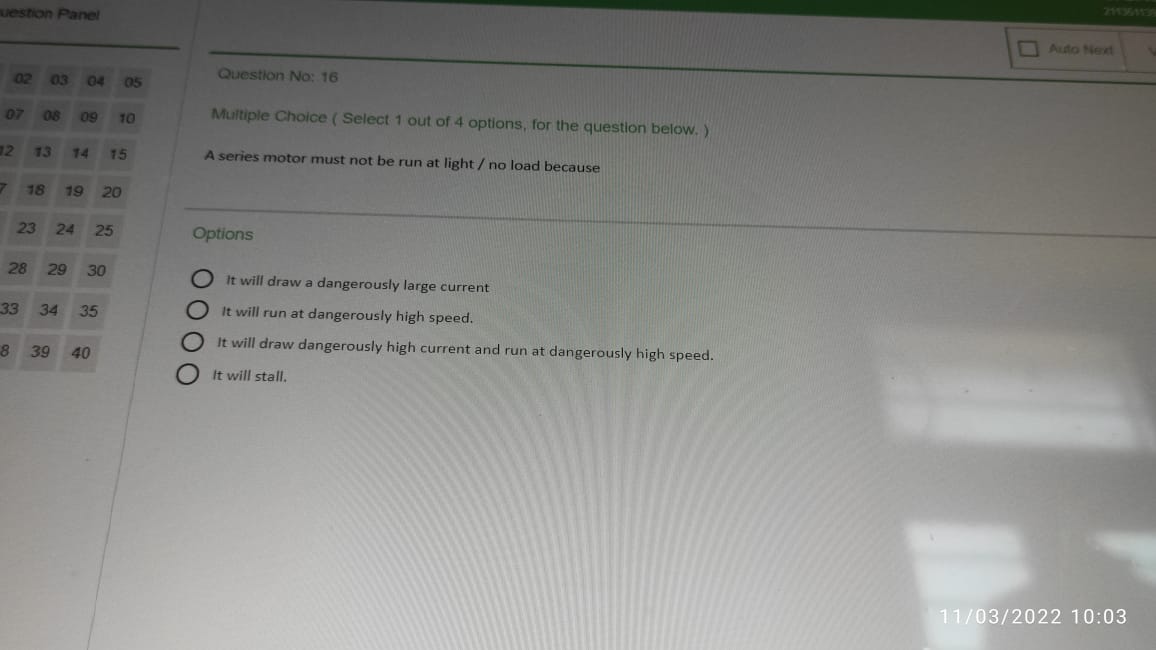 uestion Panel
Auto Next
02 03 04 05
07 08 09 10
12 13 14 15
7 18 19 20
23 24 25
28 29 30
33 34 35
8 39 40
Question No: 16
Multiple Choice ( Select 1 out of 4 options, for the question below. )
A series motor must not be run at light / no load because
Options
It will draw a dangerously large current
It will run at dangerously high speed.
It will draw dangerously high current and run at dangerously high speed.
It will stall.
11/03/2022 10:03